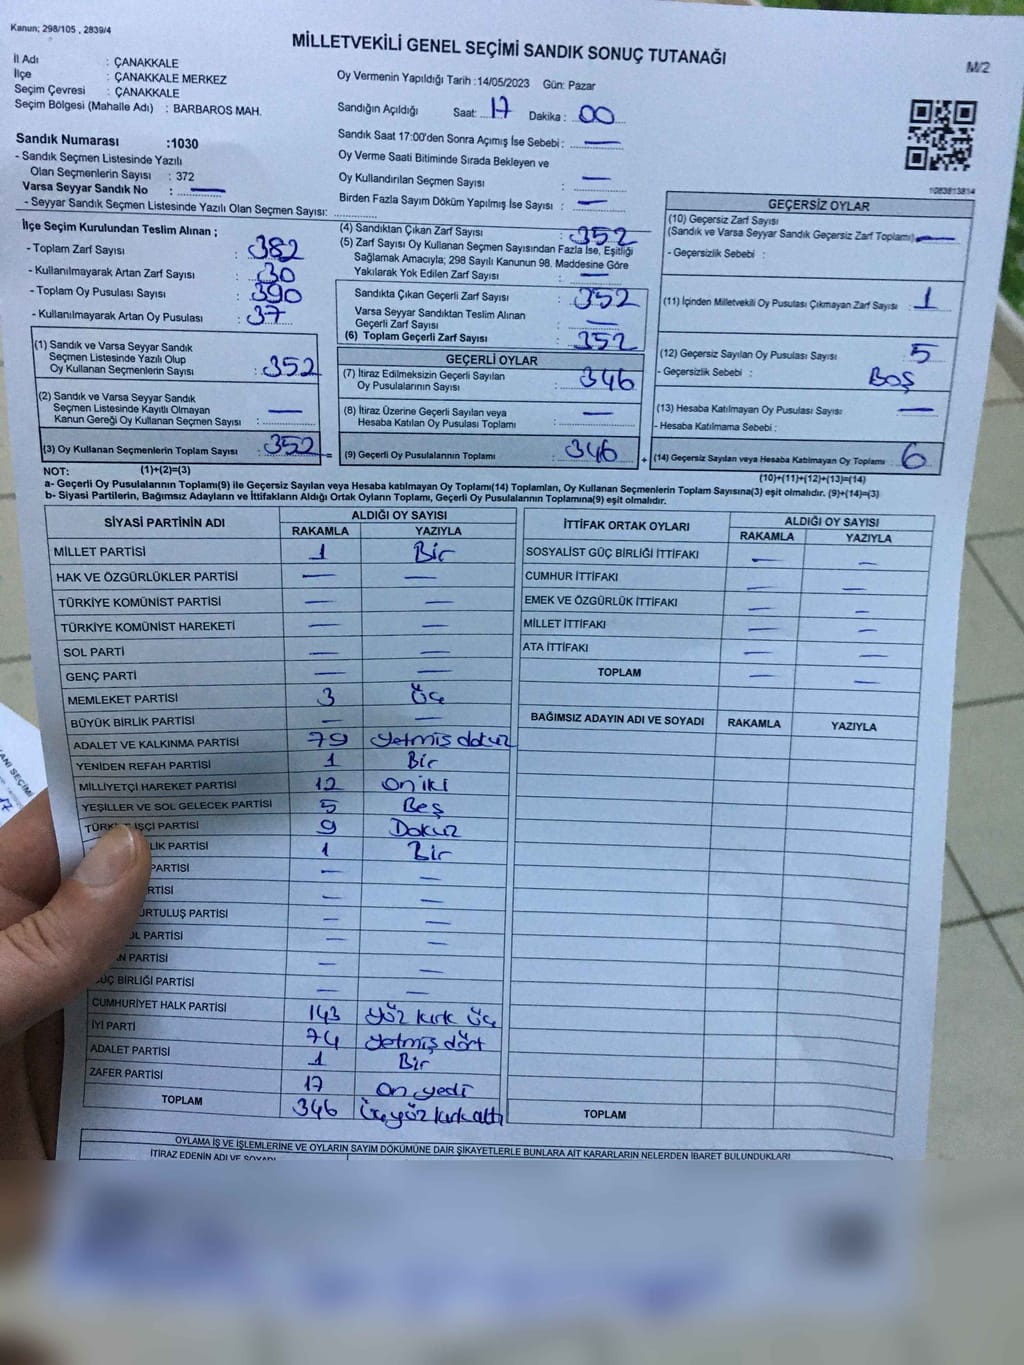 Kanun; 298/105 , 2839/4
MİLLETVEKİLİ GENEL SEÇİMİ SANDIK SONUÇ TUTANAĞI
M/2
İl Adı : ÇANAKKALE
İlçe : ÇANAKKALE MERKEZ
Seçim Çevresi : ÇANAKKALE
Seçim Bölgesi (Mahalle Adı) : BARBAROS MAH.
Oy Vermenin Yapıldığı Tarih :14/05/2023 Gün: Pazar
Sandığın Açıldığı Saat: 17 Dakika : 00
Sandık Saat 17:00'den Sonra Açımış İse Sebebi : —
Oy Verme Saati Bitiminde Sırada Bekleyen ve
Oy Kullandırılan Seçmen Sayısı : —
Birden Fazla Sayım Döküm Yapılmış İse Sayısı : —
1083813814
Sandık Numarası :1030
- Sandık Seçmen Listesinde Yazılı
Olan Seçmenlerin Sayısı : 372
Varsa Seyyar Sandık No : —
- Seyyar Sandık Seçmen Listesinde Yazılı Olan Seçmen Sayısı:
İlçe Seçim Kurulundan Teslim Alınan ;
- Toplam Zarf Sayısı : 382
- Kullanılmayarak Artan Zarf Sayısı : 30
- Toplam Oy Pusulası Sayısı : 390
- Kullanılmayarak Artan Oy Pusulası : 37
(1) Sandık ve Varsa Seyyar Sandık
Seçmen Listesinde Yazılı Olup
Oy Kullanan Seçmenlerin Sayısı : 352
(2) Sandık ve Varsa Seyyar Sandık
Seçmen Listesinde Kayıtlı Olmayan
Kanun Gereği Oy Kullanan Seçmen Sayısı : —
(3) Oy Kullanan Seçmenlerin Toplam Sayısı : 352 =
(4) Sandıktan Çıkan Zarf Sayısı : 352
(5) Zarf Sayısı Oy Kullanan Seçmen Sayısından Fazla İse, Eşitliği
Sağlamak Amacıyla; 298 Sayılı Kanunun 98. Maddesine Göre
Yakılarak Yok Edilen Zarf Sayısı : —
Sandıkta Çıkan Geçerli Zarf Sayısı : 352
Varsa Seyyar Sandıktan Teslim Alınan
Geçerli Zarf Sayısı : —
(6) Toplam Geçerli Zarf Sayısı : 352
GEÇERLİ OYLAR
(7) İtiraz Edilmeksizin Geçerli Sayılan
Oy Pusulalarının Sayısı : 346
(8) İtiraz Üzerine Geçerli Sayılan veya
Hesaba Katılan Oy Pusulaları Toplamı : —
(9) Geçerli Oy Pusulalarının Toplamı : 346 +
GEÇERSİZ OYLAR
(10) Geçersiz Zarf Sayısı
(Sandık ve Varsa Seyyar Sandık Geçersiz Zarf Toplamı) : —
- Geçersizlik Sebebi :
(11) İçinden Milletvekili Oy Pusulası Çıkmayan Zarf Sayısı : 1
(12) Geçersiz Sayılan Oy Pusulası Sayısı : 5
- Geçersizlik Sebebi : Boş
(13) Hesaba Katılmayan Oy Pusulası Sayısı : —
- Hesaba Katılmama Sebebi :
(14) Geçersiz Sayılan veya Hesaba Katılmayan Oy Toplamı : 6
NOT: (1)+(2)=(3)
(10)+(11)+(12)+(13)=(14)
a- Geçerli Oy Pusulalarının Toplamı(9) ile Geçersiz Sayılan veya Hesaba Katılmayan Oy Toplamı(14) Toplamları, Oy Kullanan Seçmenlerin Toplam Sayısına(3) eşit olmalıdır. (9)+(14)=(3)
b- Siyasi Partilerin, Bağımsız Adayların ve İttifakların Aldığı Ortak Oyların Toplamı, Geçerli Oy Pusulalarının Toplamına(9) eşit olmalıdır.
SİYASİ PARTİNİN ADI ALDIĞI OY SAYISI
RAKAMLA YAZIYLA
MİLLET PARTİSİ 1 Bir
HAK VE ÖZGÜRLÜKLER PARTİSİ — —
TÜRKİYE KOMÜNİST PARTİSİ — —
TÜRKİYE KOMÜNİST HAREKETİ — —
SOL PARTİ — —
GENÇ PARTİ — —
MEMLEKET PARTİSİ 3 Üç
BÜYÜK BİRLİK PARTİSİ — —
ADALET VE KALKINMA PARTİSİ 79 yetmiş dokuz
YENİDEN REFAH PARTİSİ 1 Bir
MİLLİYETÇİ HAREKET PARTİSİ 12 on iki
YEŞİLLER VE SOL GELECEK PARTİSİ 5 Beş
TÜRK İŞÇİ PARTİSİ 9 Dokuz
LİK PARTİSİ 1 Bir
PARTİSİ — —
RTİSİ — —
URTULUŞ PARTİSİ — —
OL PARTİSİ — —
N PARTİSİ — —
GÜÇ BİRLİĞİ PARTİSİ — —
CUMHURİYET HALK PARTİSİ 143 yüz kırk üç
İYİ PARTİ 74 yetmiş dört
ADALET PARTİSİ 1 Bir
ZAFER PARTİSİ 17 On yedi
TOPLAM 346 üçyüz kırk altı
İTTİFAK ORTAK OYLARI ALDIĞI OY SAYISI
RAKAMLA YAZIYLA
SOSYALİST GÜÇ BİRLİĞİ İTTİFAKI — —
CUMHUR İTTİFAKI — —
EMEK VE ÖZGÜRLÜK İTTİFAKI — —
MİLLET İTTİFAKI — —
ATA İTTİFAKI — —
TOPLAM — —
BAĞIMSIZ ADAYIN ADI VE SOYADI RAKAMLA YAZIYLA
TOPLAM
OYLAMA İŞ VE İŞLEMLERİNE VE OYLARIN SAYIM DÖKÜMÜNE DAİR ŞİKAYETLERLE BUNLARA AİT KARARLARIN NELERDEN İBARET BULUNDUKLARI
İTİRAZ EDENİN ADI VE SOYADI